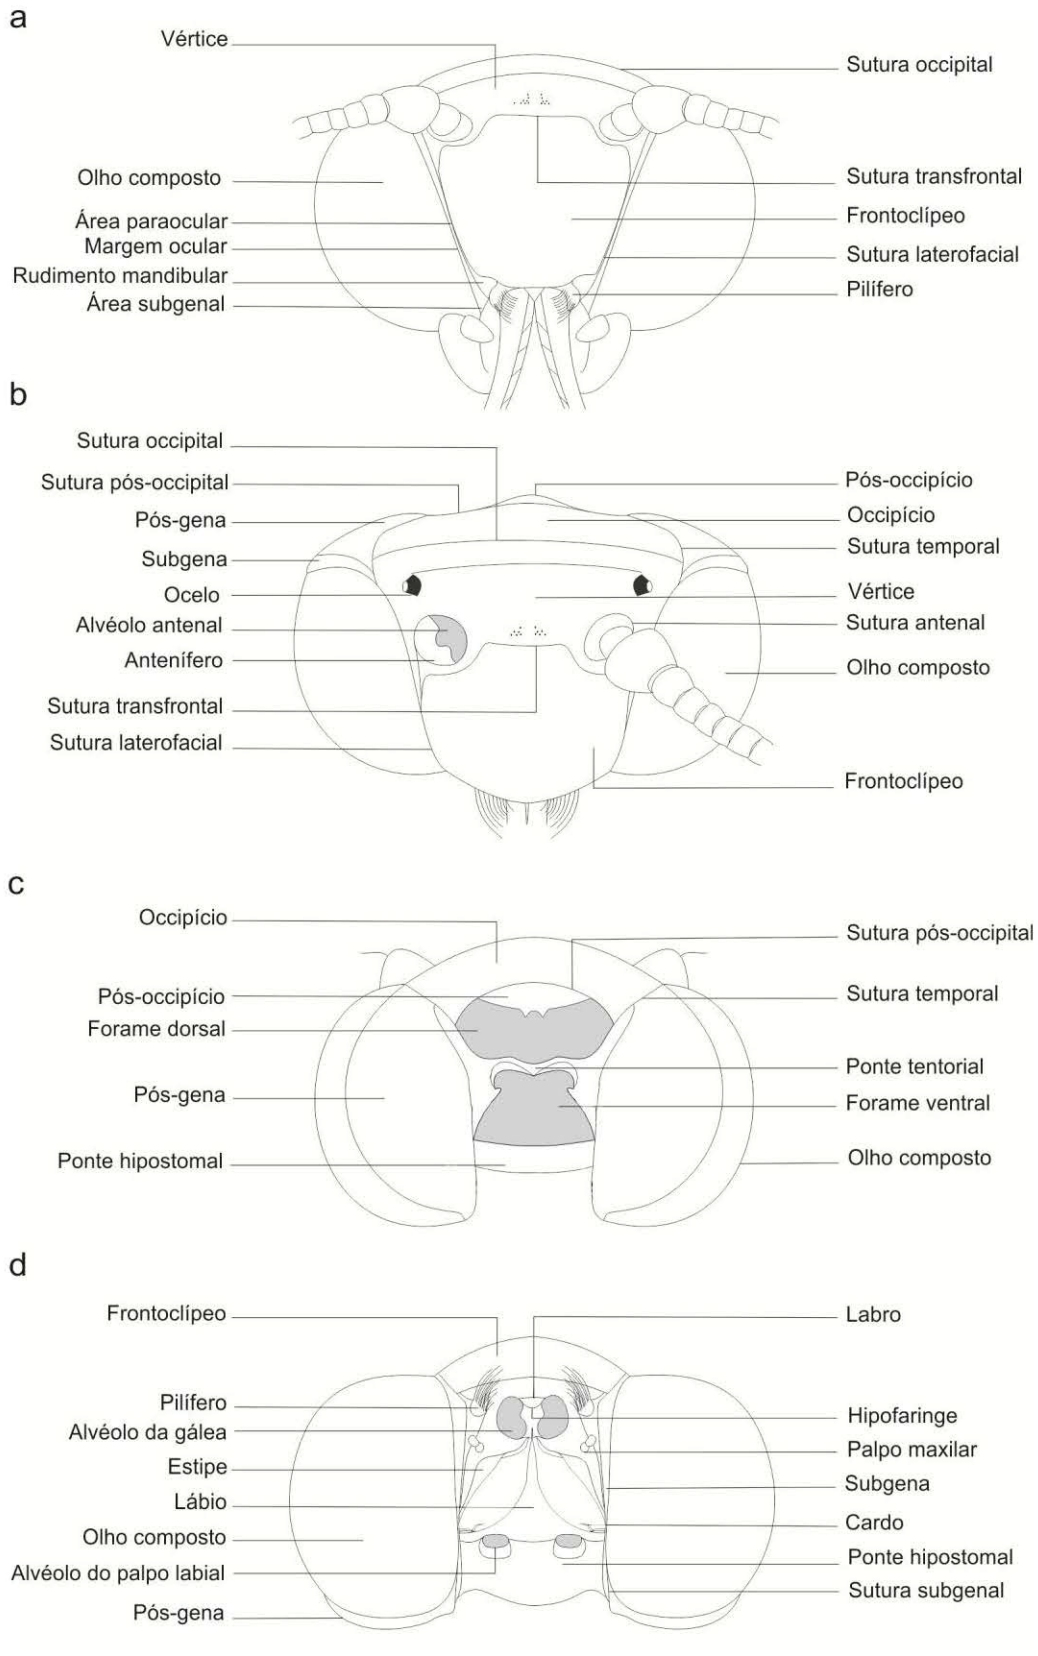 a
Vértice
Sutura occipital
Olho composto
Sutura transfrontal
Área paraocular
Frontoclípeo
Margem ocular
Sutura laterofacial
Rudimento mandibular
Pilífero
Área subgenal
b
Sutura occipital
Sutura pós-occipital
Pós-occipício
Pós-gena
Occipício
Subgena
Sutura temporal
Ocelo
Vértice
Alvéolo antenal
Sutura antenal
Antenífero
Olho composto
Sutura transfrontal
Sutura laterofacial
Frontoclípeo
c
Occipício
Sutura pós-occipital
Pós-occipício
Sutura temporal
Forame dorsal
Ponte tentorial
Pós-gena
Forame ventral
Ponte hipostomal
Olho composto
d
Frontoclípeo
Labro
Pilífero
Hipofaringe
Alvéolo da gálea
Palpo maxilar
Estipe
Subgena
Lábio
Cardo
Olho composto
Ponte hipostomal
Alvéolo do palpo labial
Sutura subgenal
Pós-gena